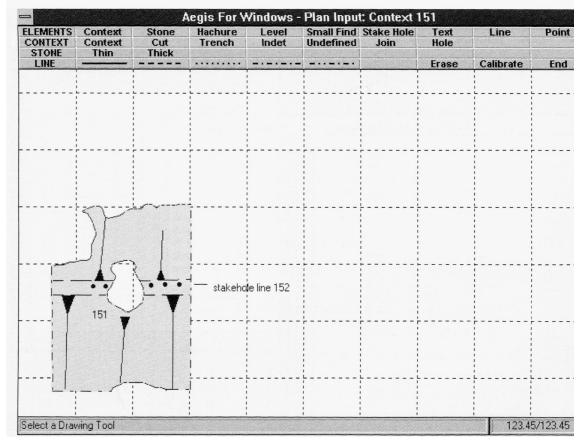 Aegis For Windows - Plan Input: Context 151
ELEMENTS Context Stone Hachure Level Small Find Stake Hole Text Line Point
CONTEXT Context Cut Trench Indet Undefined Join Hole
STONE Thin Thick
LINE Erase Calibrate End
stakehole line 152
151
Select a Drawing Tool 123.45/123.45